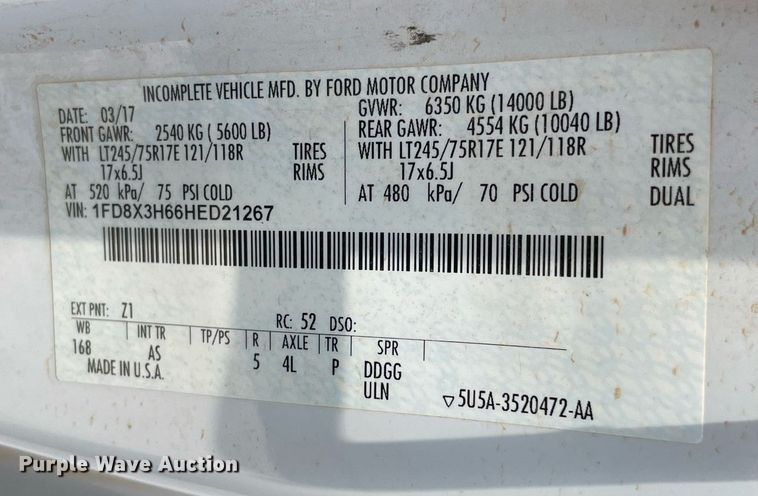 INCOMPLETE VEHICLE MFD. BY FORD MOTOR COMPANY
DATE: 03/17
GVWR: 6350 KG (14000 LB)
FRONT GAWR: 2540 KG ( 5600 LB)
REAR GAWR: 4554 KG (10040 LB)
WITH LT245/75R17E 121/118R TIRES
WITH LT245/75R17E 121/118R TIRES
17x6.5J RIMS
17x6.5J RIMS
AT 520 kPa/ 75 PSI COLD
AT 480 kPa/ 70 PSI COLD DUAL
VIN: 1FD8X3H66HED21267
EXT PNT: Z1 RC: 52 DSO:
WB INT TR TP/PS R AXLE TR SPR
168 AS 5 4L P DDGG
MADE IN U.S.A. ULN
▽5U5A-3520472-AA
Purple Wave Auction